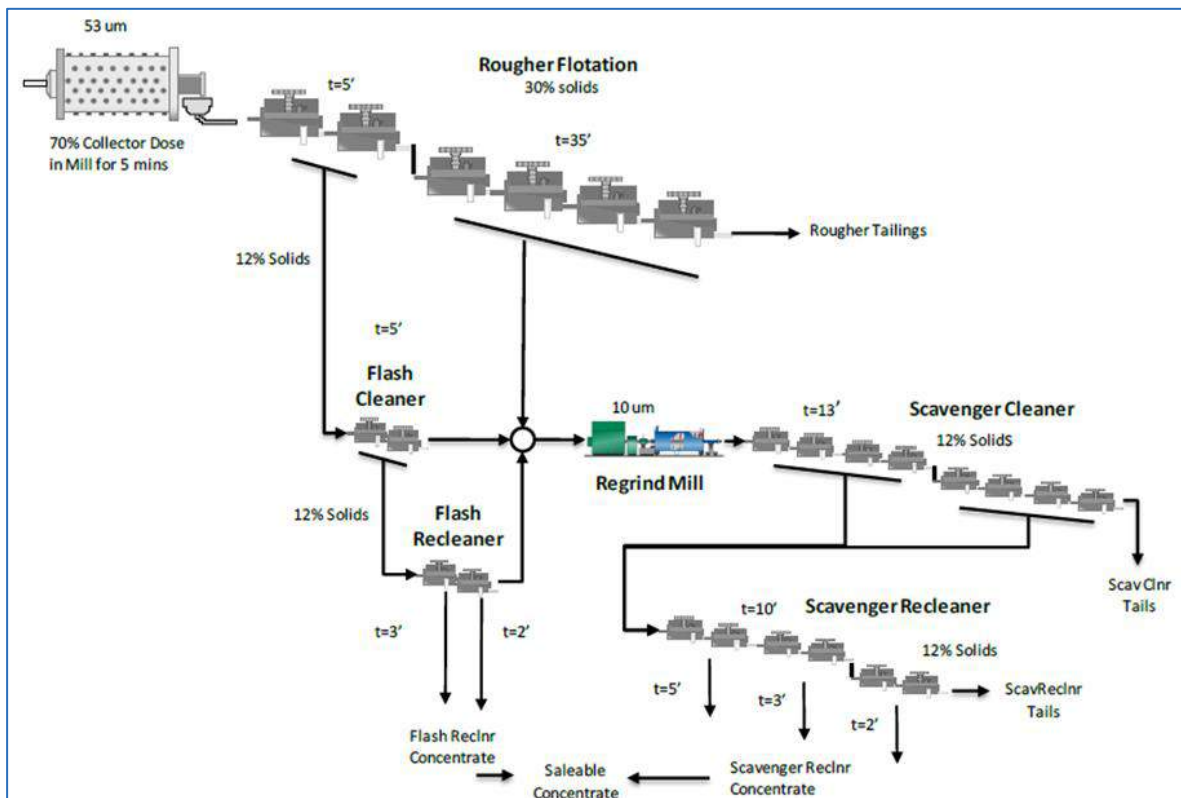 53 um
70% Collector Dose
in Mill for 5 mins
t=5'
Rougher Flotation
30% solids
t=35'
Rougher Tailings
12% Solids
t=5'
Flash
Cleaner
10 um
Regrind Mill
t=13'
Scavenger Cleaner
12% Solids
12% Solids
Flash
Recleaner
t=3'
t=2'
Scav Clnr
Tails
t=10'
Scavenger Recleaner
12% Solids
t=5'
t=3'
t=2'
ScavReclnr
Tails
Flash Reclnr
Concentrate
Saleable
Concentrate
Scavenger Reclnr
Concentrate